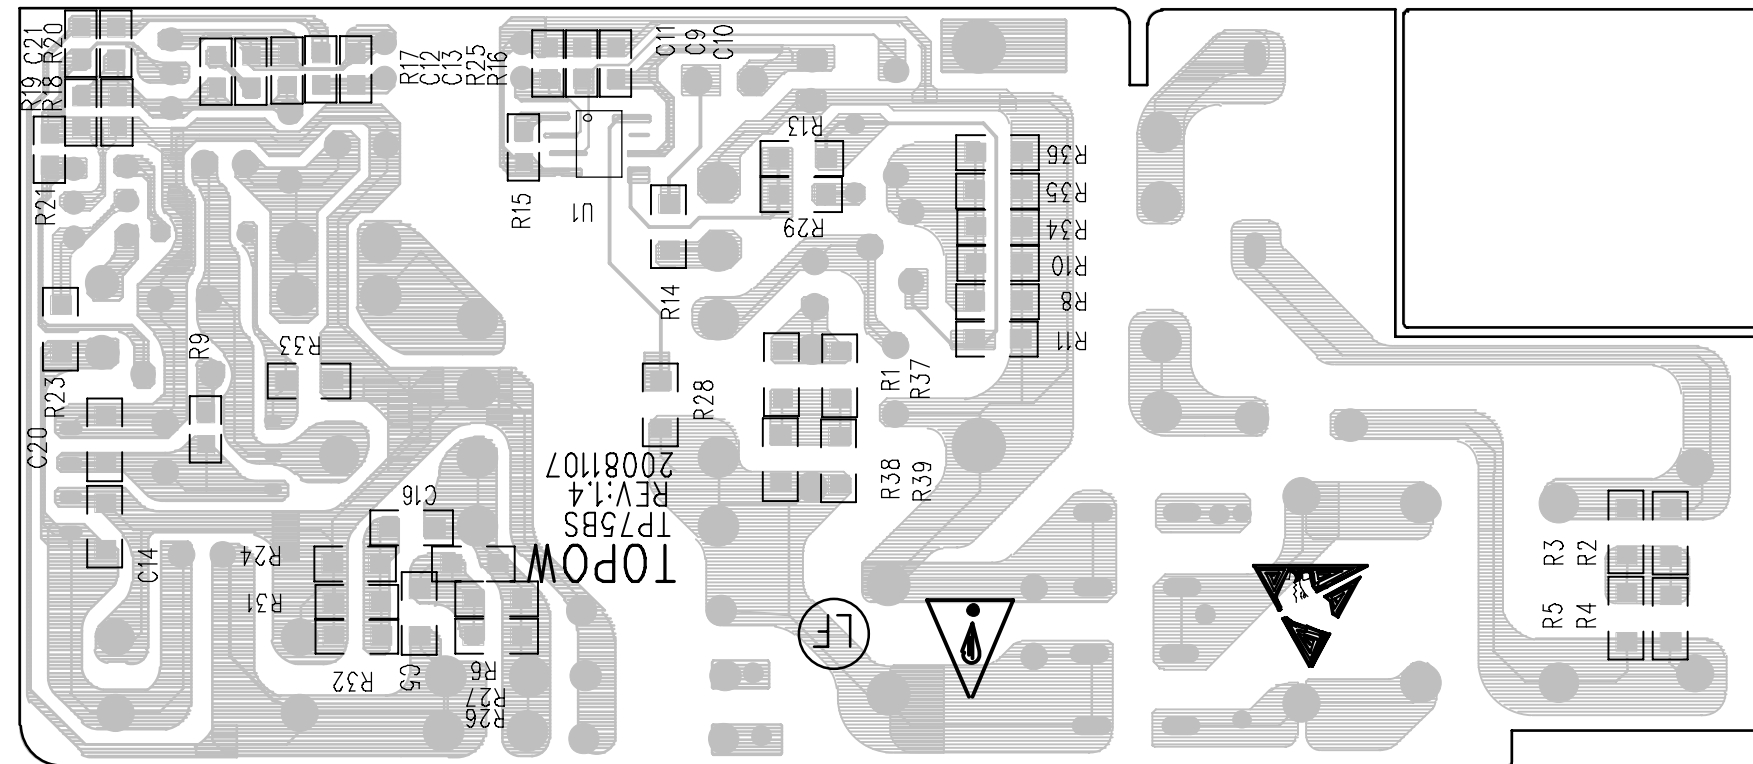 C21
R20
R19
R18
R21
R17
C12
C13
R25
R16
C11
C9
C10
R13
R29
R15
U1
R36
R35
R34
R10
R8
R11
R14
R28
R1
R37
R38
R39
R9
R33
R23
C20
C14
C16
R24
R31
R32
C5
R6
R27
R26
20081107
REV:1.4
TP75BS
TOPOW
LF
R3
R2
R5
R4